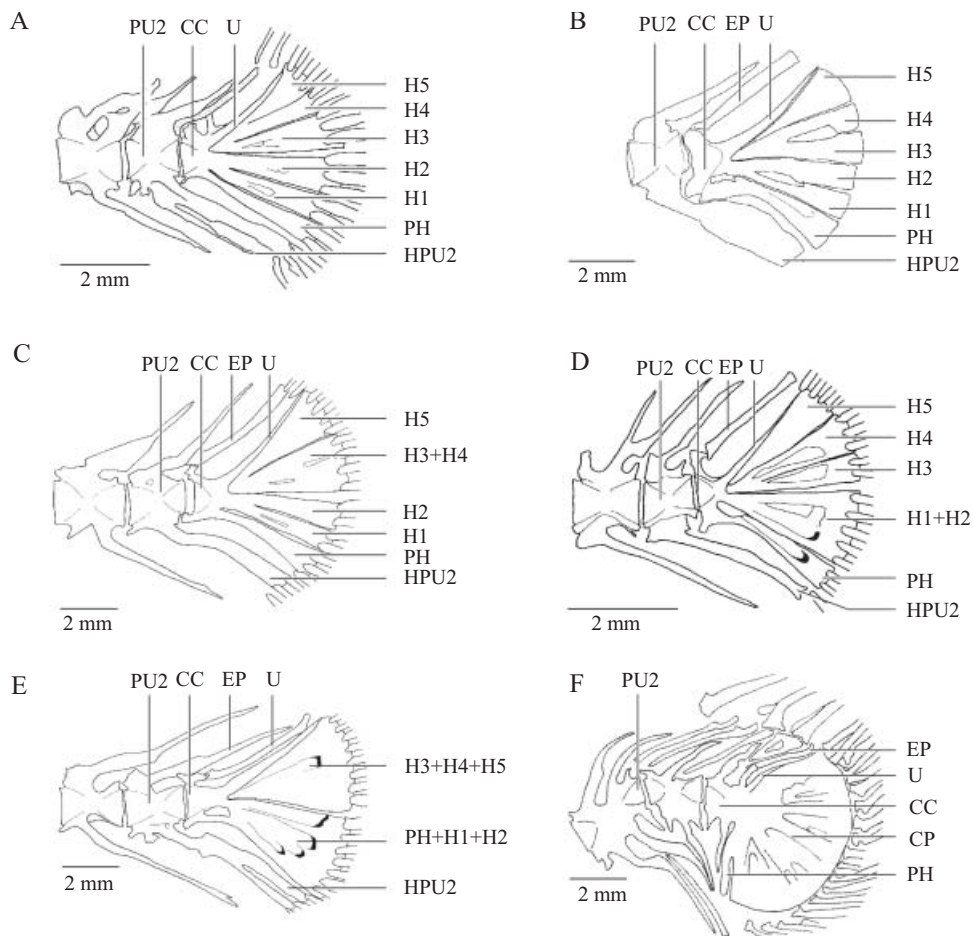 A
PU2 CC U
H5
H4
H3
H2
H1
PH
HPU2
2 mm
B
PU2 CC EP U
H5
H4
H3
H2
H1
PH
HPU2
2 mm
C
PU2 CC EP U
H5
H3+H4
H2
H1
PH
HPU2
2 mm
D
PU2 CC EP U
H5
H4
H3
H1+H2
PH
HPU2
2 mm
E
PU2 CC EP U
H3+H4+H5
PH+H1+H2
HPU2
2 mm
F
PU2
EP
U
CC
CP
PH
2 mm